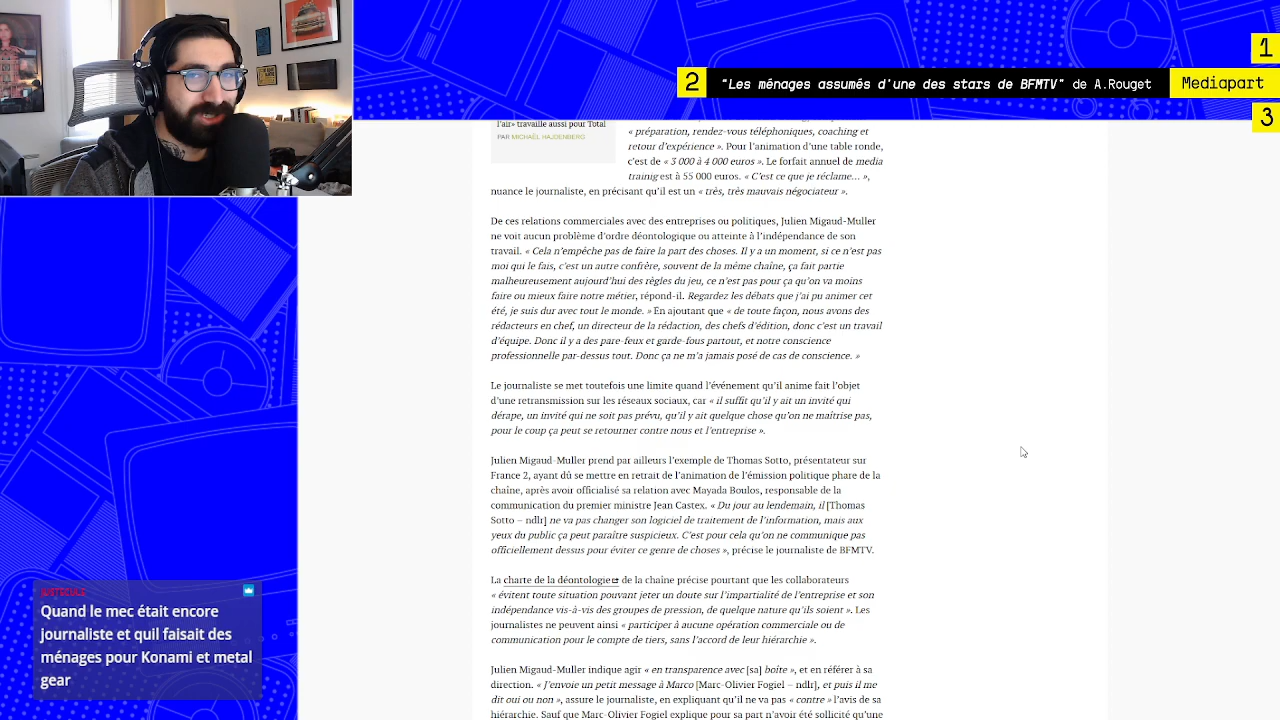 1
2 "Les ménages assumés d'une des stars de BFMTV" de A.Rouget Mediapart
3
l'air» travaille aussi pour Total
PAR MICHAËL HAJDENBERG
« préparation, rendez-vous téléphoniques, coaching et
retour d'expérience ». Pour l'animation d'une table ronde,
c'est de « 3 000 à 4 000 euros ». Le forfait annuel de media
trainig est à 55 000 euros. « C'est ce que je réclame… »,
nuance le journaliste, en précisant qu'il est un « très, très mauvais négociateur ».
De ces relations commerciales avec des entreprises ou politiques, Julien Migaud-Muller
ne voit aucun problème d'ordre déontologique ou atteinte à l'indépendance de son
travail. « Cela n'empêche pas de faire la part des choses. Il y a un moment, si ce n'est pas
moi qui le fais, c'est un autre confrère, souvent de la même chaîne, ça fait partie
malheureusement aujourd'hui des règles du jeu, ce n'est pas pour ça qu'on va moins
faire ou mieux faire notre métier, répond-il. Regardez les débats que j'ai pu animer cet
été, je suis dur avec tout le monde. » En ajoutant que « de toute façon, nous avons des
rédacteurs en chef, un directeur de la rédaction, des chefs d'édition, donc c'est un travail
d'équipe. Donc il y a des pare-feux et garde-fous partout, et notre conscience
professionnelle par-dessus tout. Donc ça ne m'a jamais posé de cas de conscience. »
Le journaliste se met toutefois une limite quand l'événement qu'il anime fait l'objet
d'une retransmission sur les réseaux sociaux, car « il suffit qu'il y ait un invité qui
dérape, un invité qui ne soit pas prévu, qu'il y ait quelque chose qu'on ne maîtrise pas,
pour le coup ça peut se retourner contre nous et l'entreprise ».
Julien Migaud-Muller prend par ailleurs l'exemple de Thomas Sotto, présentateur sur
France 2, ayant dû se mettre en retrait de l'animation de l'émission politique phare de la
chaîne, après avoir officialisé sa relation avec Mayada Boulos, responsable de la
communication du premier ministre Jean Castex. « Du jour au lendemain, il [Thomas
Sotto – ndlr] ne va pas changer son logiciel de traitement de l'information, mais aux
yeux du public ça peut paraître suspicieux. C'est pour cela qu'on ne communique pas
officiellement dessus pour éviter ce genre de choses », précise le journaliste de BFMTV.
La charte de la déontologie de la chaîne précise pourtant que les collaborateurs
« évitent toute situation pouvant jeter un doute sur l'impartialité de l'entreprise et son
indépendance vis-à-vis des groupes de pression, de quelque nature qu'ils soient ». Les
journalistes ne peuvent ainsi « participer à aucune opération commerciale ou de
communication pour le compte de tiers, sans l'accord de leur hiérarchie ».
Julien Migaud-Muller indique agir « en transparence avec [sa] boîte », et en référer à sa
direction. « J'envoie un petit message à Marco [Marc-Olivier Fogiel – ndlr], et puis il me
dit oui ou non », assure le journaliste, en expliquant qu'il ne va pas « contre » l'avis de sa
hiérarchie. Sauf que Marc-Olivier Fogiel explique pour sa part n'avoir été sollicité qu'une
Quand le mec était encore
journaliste et quil faisait des
ménages pour Konami et metal
gear